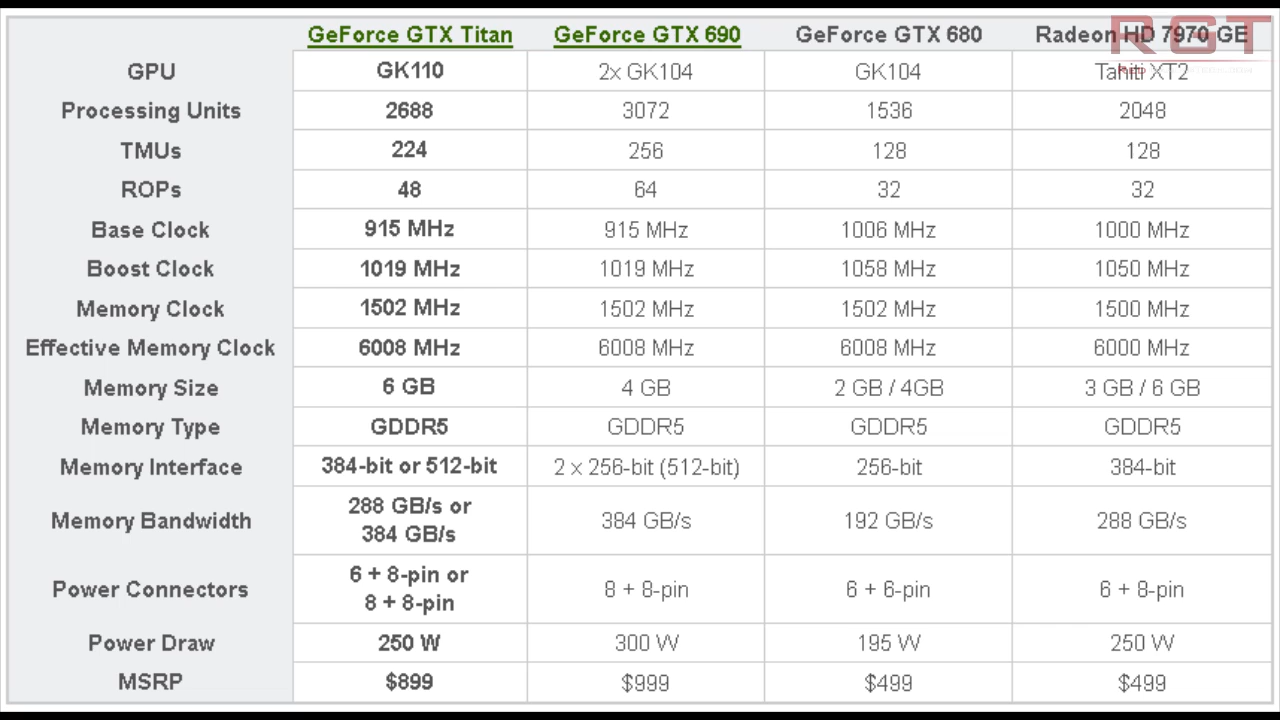 GeForce GTX Titan GeForce GTX 690 GeForce GTX 680 Radeon HD 7970 GE
RGT
GPU GK110 2x GK104 GK104 Tahiti XT2
Processing Units 2688 3072 1536 2048
TMUs 224 256 128 128
ROPs 48 64 32 32
Base Clock 915 MHz 915 MHz 1006 MHz 1000 MHz
Boost Clock 1019 MHz 1019 MHz 1058 MHz 1050 MHz
Memory Clock 1502 MHz 1502 MHz 1502 MHz 1500 MHz
Effective Memory Clock 6008 MHz 6008 MHz 6008 MHz 6000 MHz
Memory Size 6 GB 4 GB 2 GB / 4GB 3 GB / 6 GB
Memory Type GDDR5 GDDR5 GDDR5 GDDR5
Memory Interface 384-bit or 512-bit 2 x 256-bit (512-bit) 256-bit 384-bit
Memory Bandwidth 288 GB/s or
384 GB/s 384 GB/s 192 GB/s 288 GB/s
Power Connectors 6 + 8-pin or
8 + 8-pin 8 + 8-pin 6 + 6-pin 6 + 8-pin
Power Draw 250 W 300 W 195 W 250 W
MSRP $899 $999 $499 $499